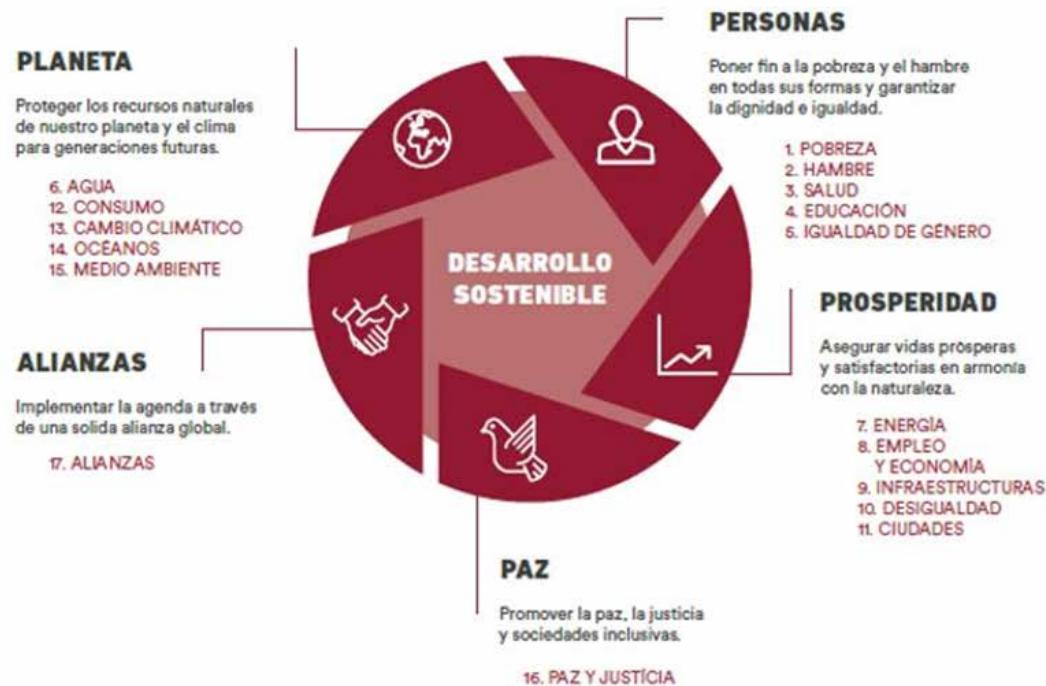 PLANETA
Proteger los recursos naturales
de nuestro planeta y el clima
para generaciones futuras.
6. AGUA
12. CONSUMO
13. CAMBIO CLIMÁTICO
14. OCÉANOS
15. MEDIO AMBIENTE
ALIANZAS
Implementar la agenda a través
de una solida alianza global.
17. ALIANZAS
DESARROLLO
SOSTENIBLE
PERSONAS
Poner fin a la pobreza y el hambre
en todas sus formas y garantizar
la dignidad e igualdad.
1. POBREZA
2. HAMBRE
3. SALUD
4. EDUCACIÓN
5. IGUALDAD DE GÉNERO
PROSPERIDAD
Asegurar vidas prósperas
y satisfactorias en armonía
con la naturaleza.
7. ENERGÍA
8. EMPLEO
Y ECONOMÍA
9. INFRAESTRUCTURAS
10. DESIGUALDAD
11. CIUDADES
PAZ
Promover la paz, la justicia
y sociedades inclusivas.
16. PAZ Y JUSTÍCIA